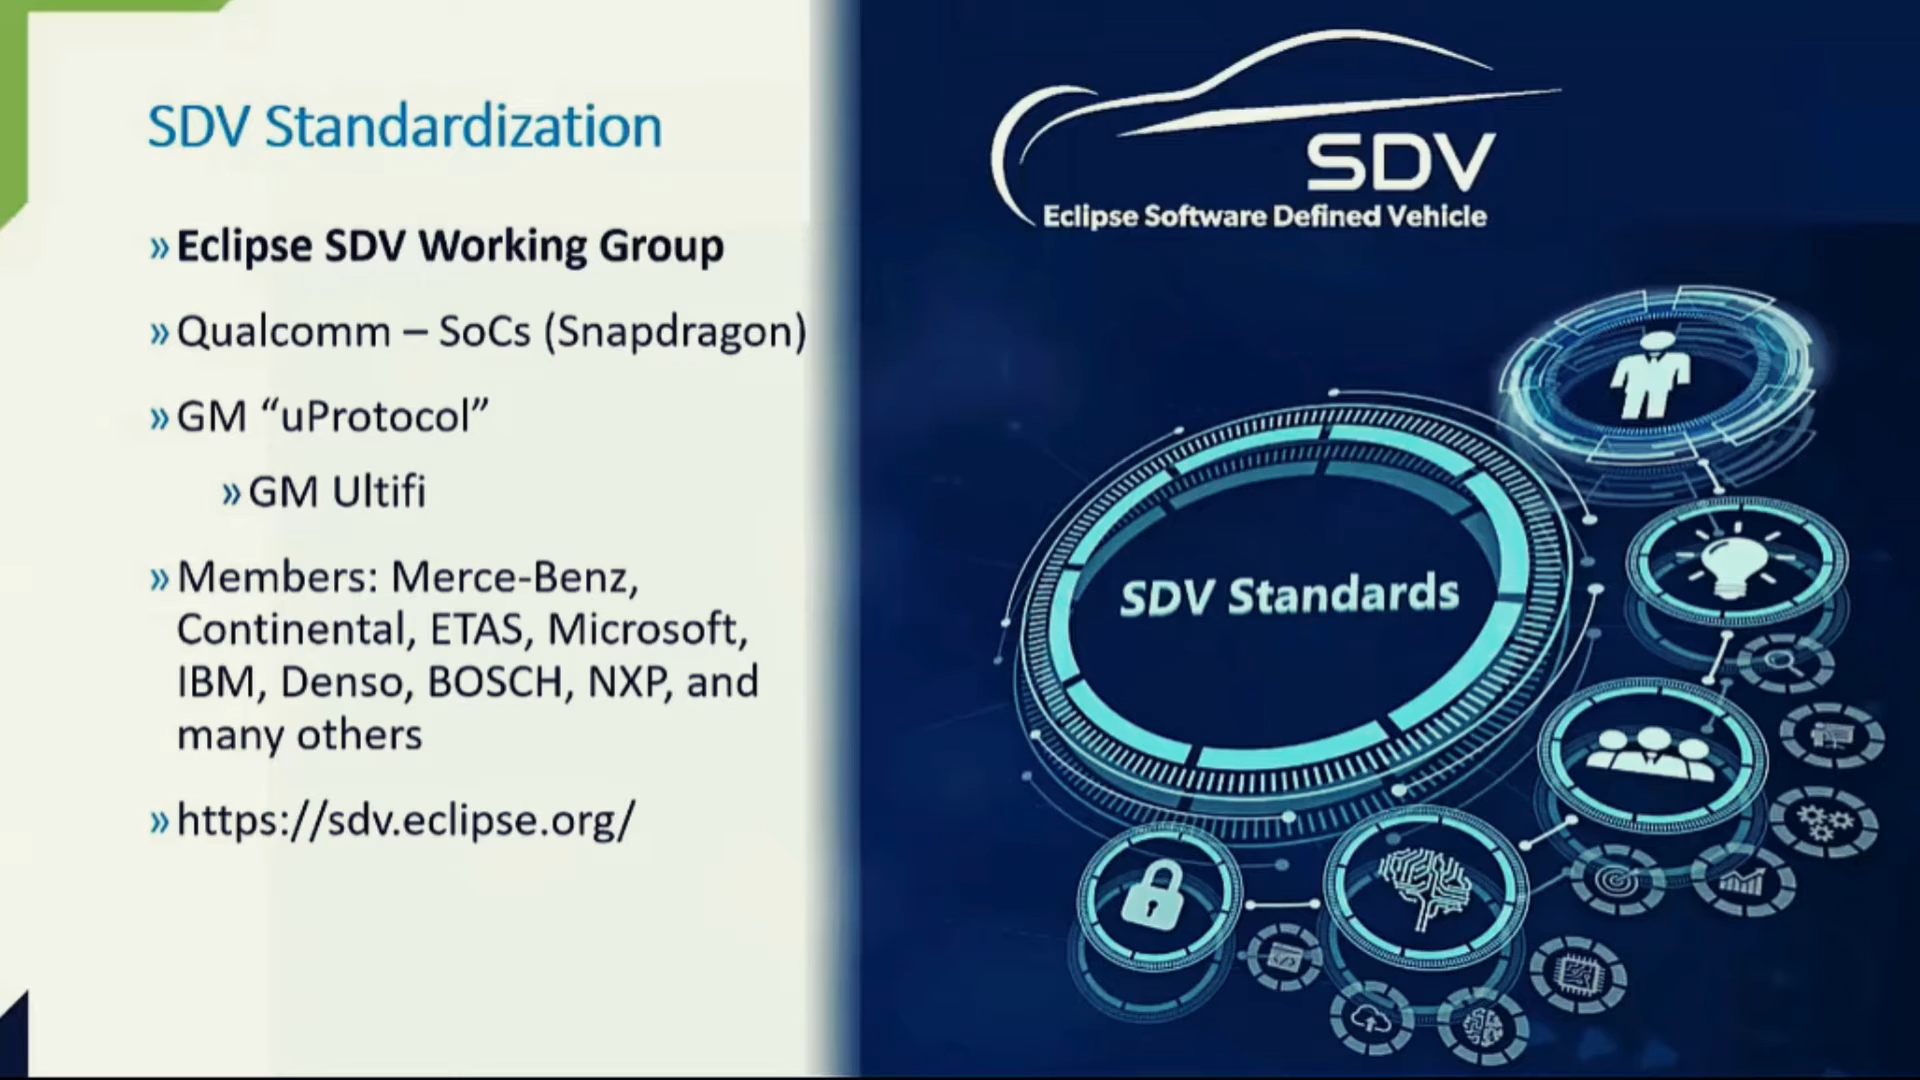 SDV Standardization
» Eclipse SDV Working Group
» Qualcomm – SoCs (Snapdragon)
» GM “uProtocol”
» GM Ultifi
» Members: Merce-Benz,
Continental, ETAS, Microsoft,
IBM, Denso, BOSCH, NXP, and
many others
» https://sdv.eclipse.org/
SDV
Eclipse Software Defined Vehicle
SDV Standards